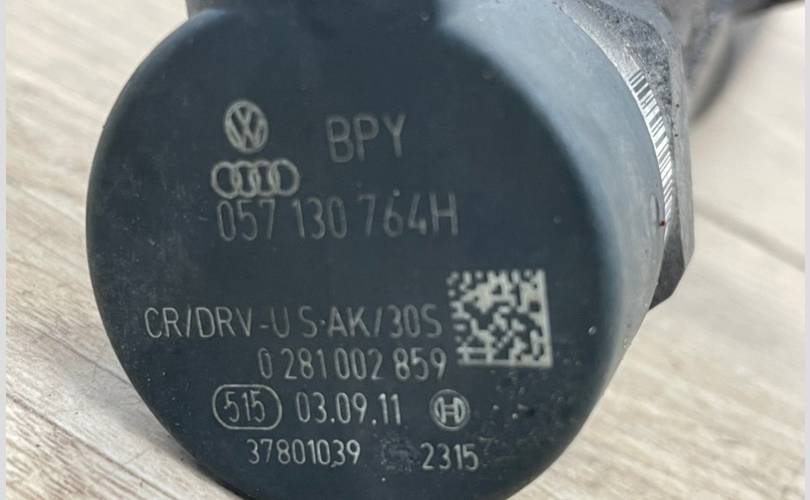 BPY
057 130 764H
CR/DRV-U S-AK/30S
0 281 002 859
515 03.09.11
37801039 2315